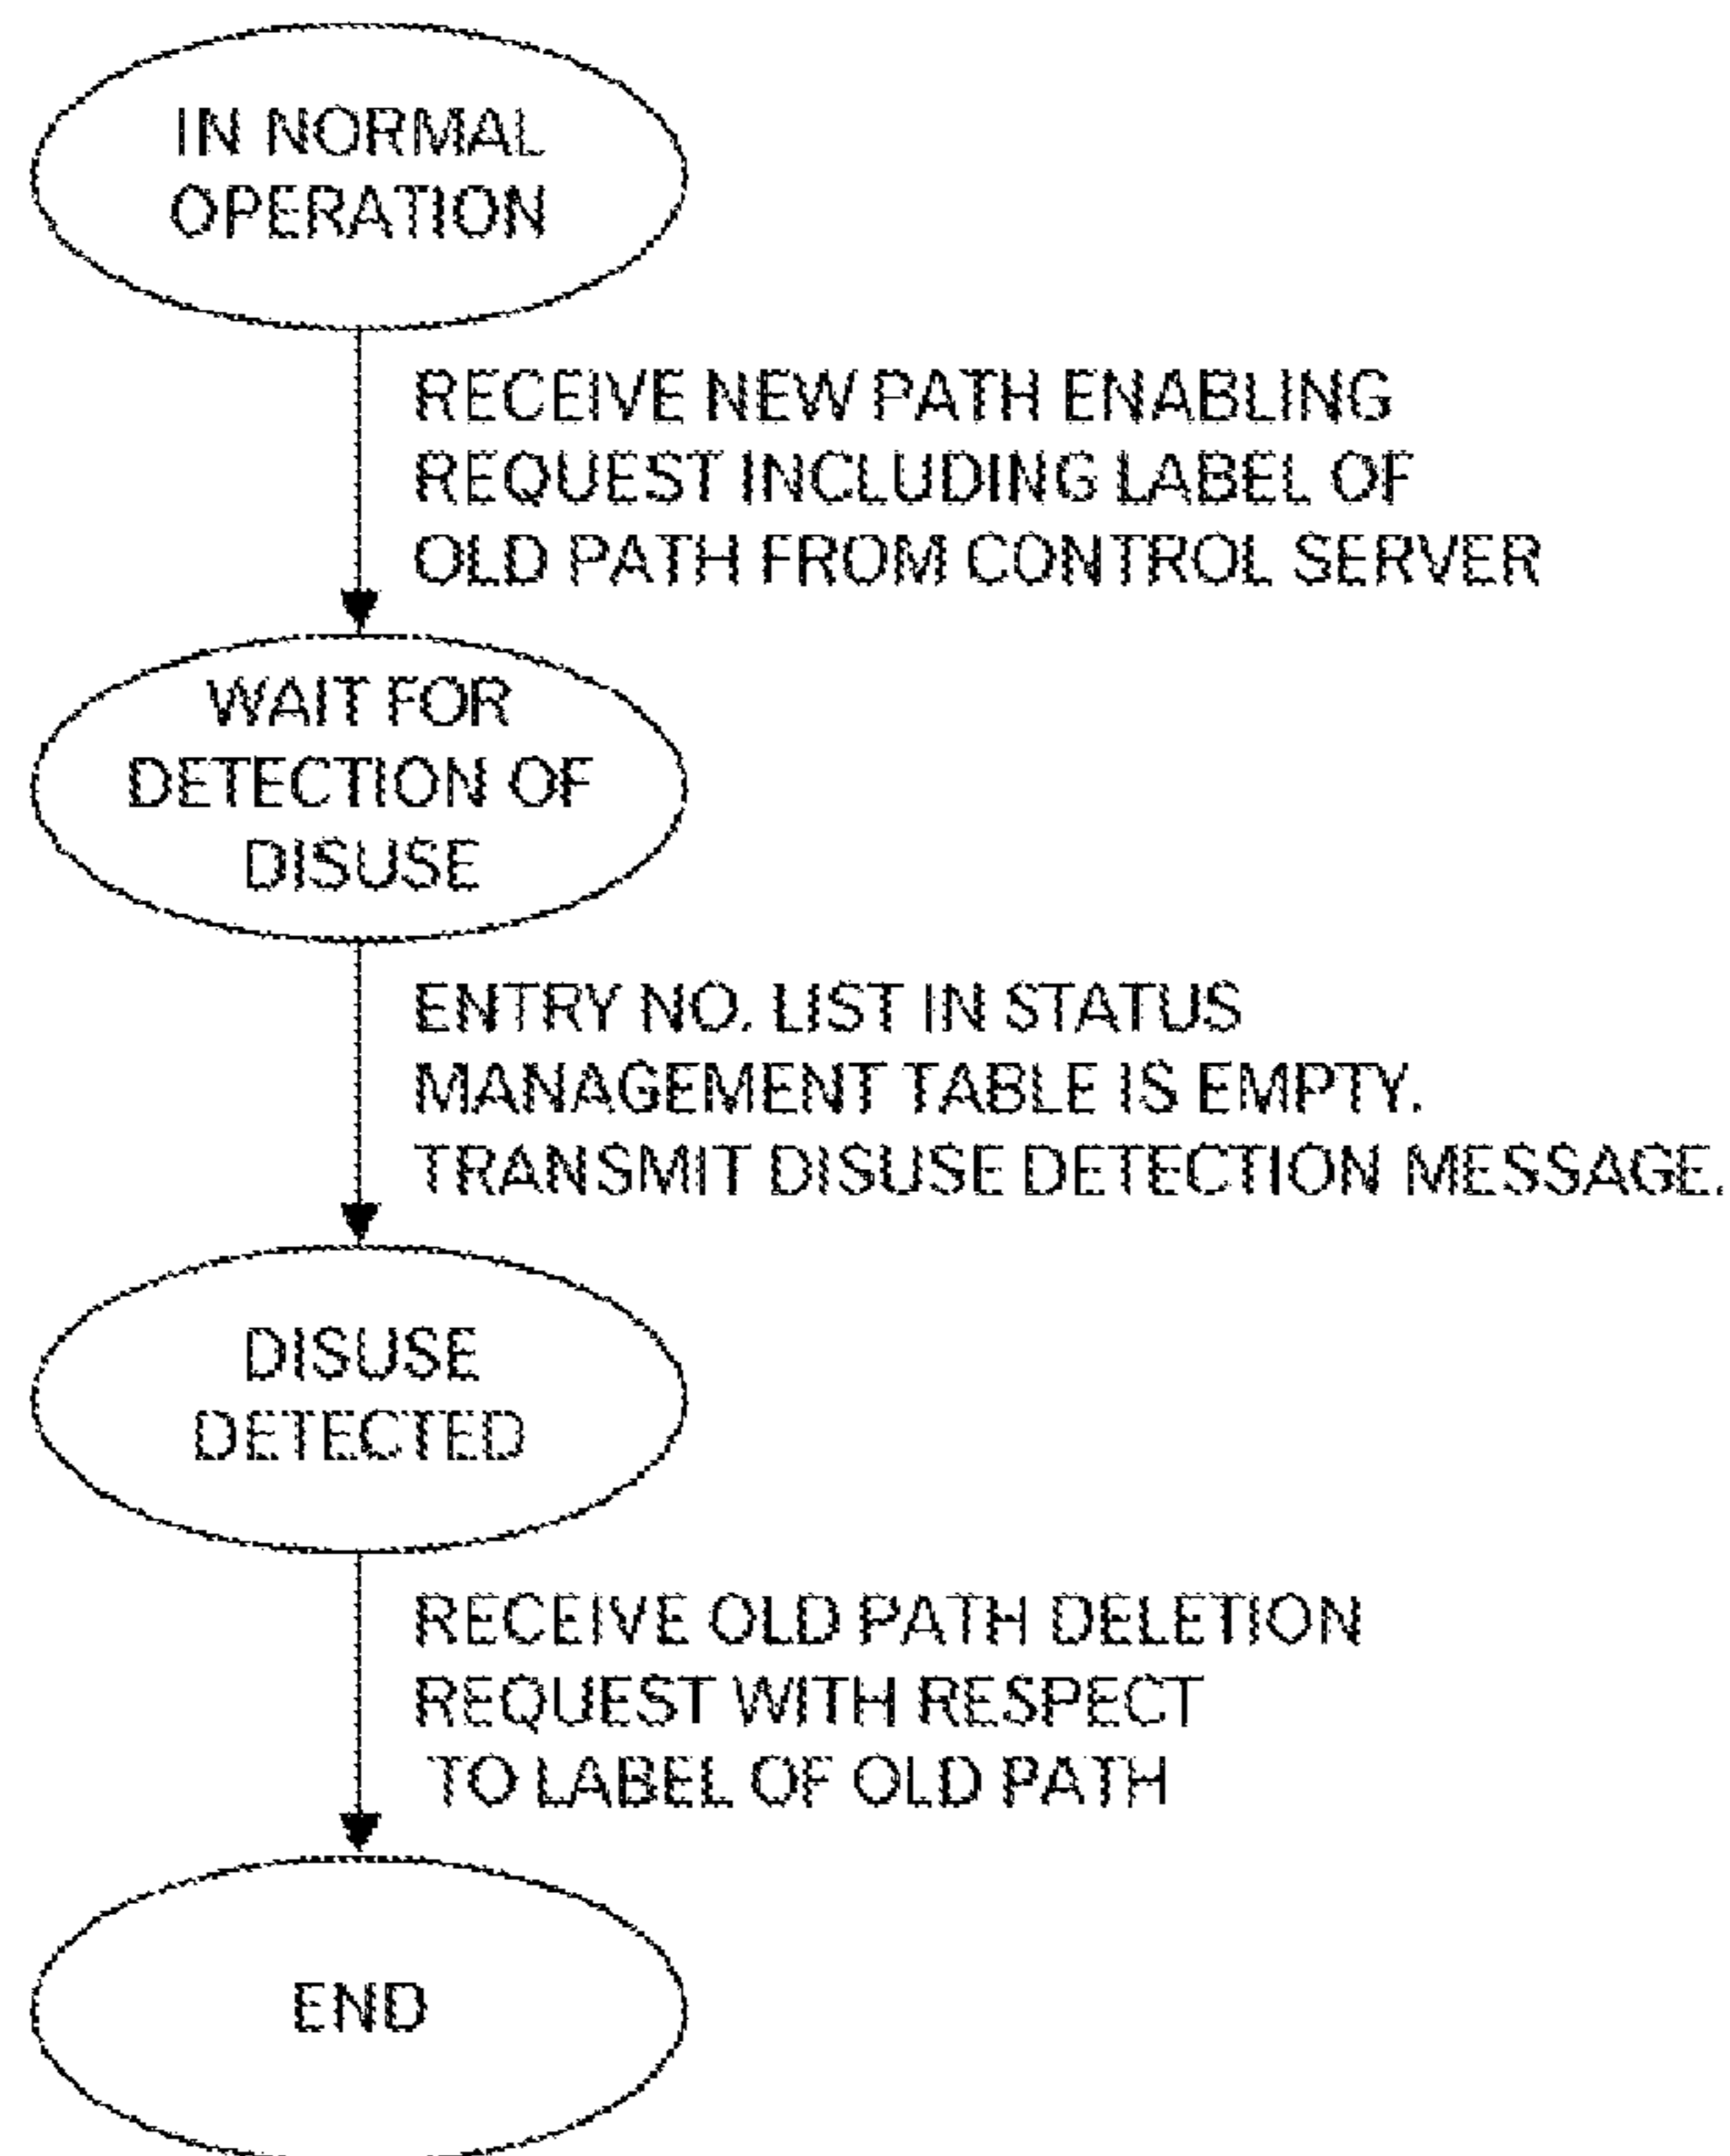 IN NORMAL
OPERATION
RECEIVE NEW PATH ENABLING
REQUEST INCLUDING LABEL OF
OLD PATH FROM CONTROL SERVER
WAIT FOR
DETECTION OF
DISUSE
ENTRY NO. LIST IN STATUS
MANAGEMENT TABLE IS EMPTY.
TRANSMIT DISUSE DETECTION MESSAGE.
DISUSE
DETECTED
RECEIVE OLD PATH DELETION
REQUEST WITH RESPECT
TO LABEL OF OLD PATH
END